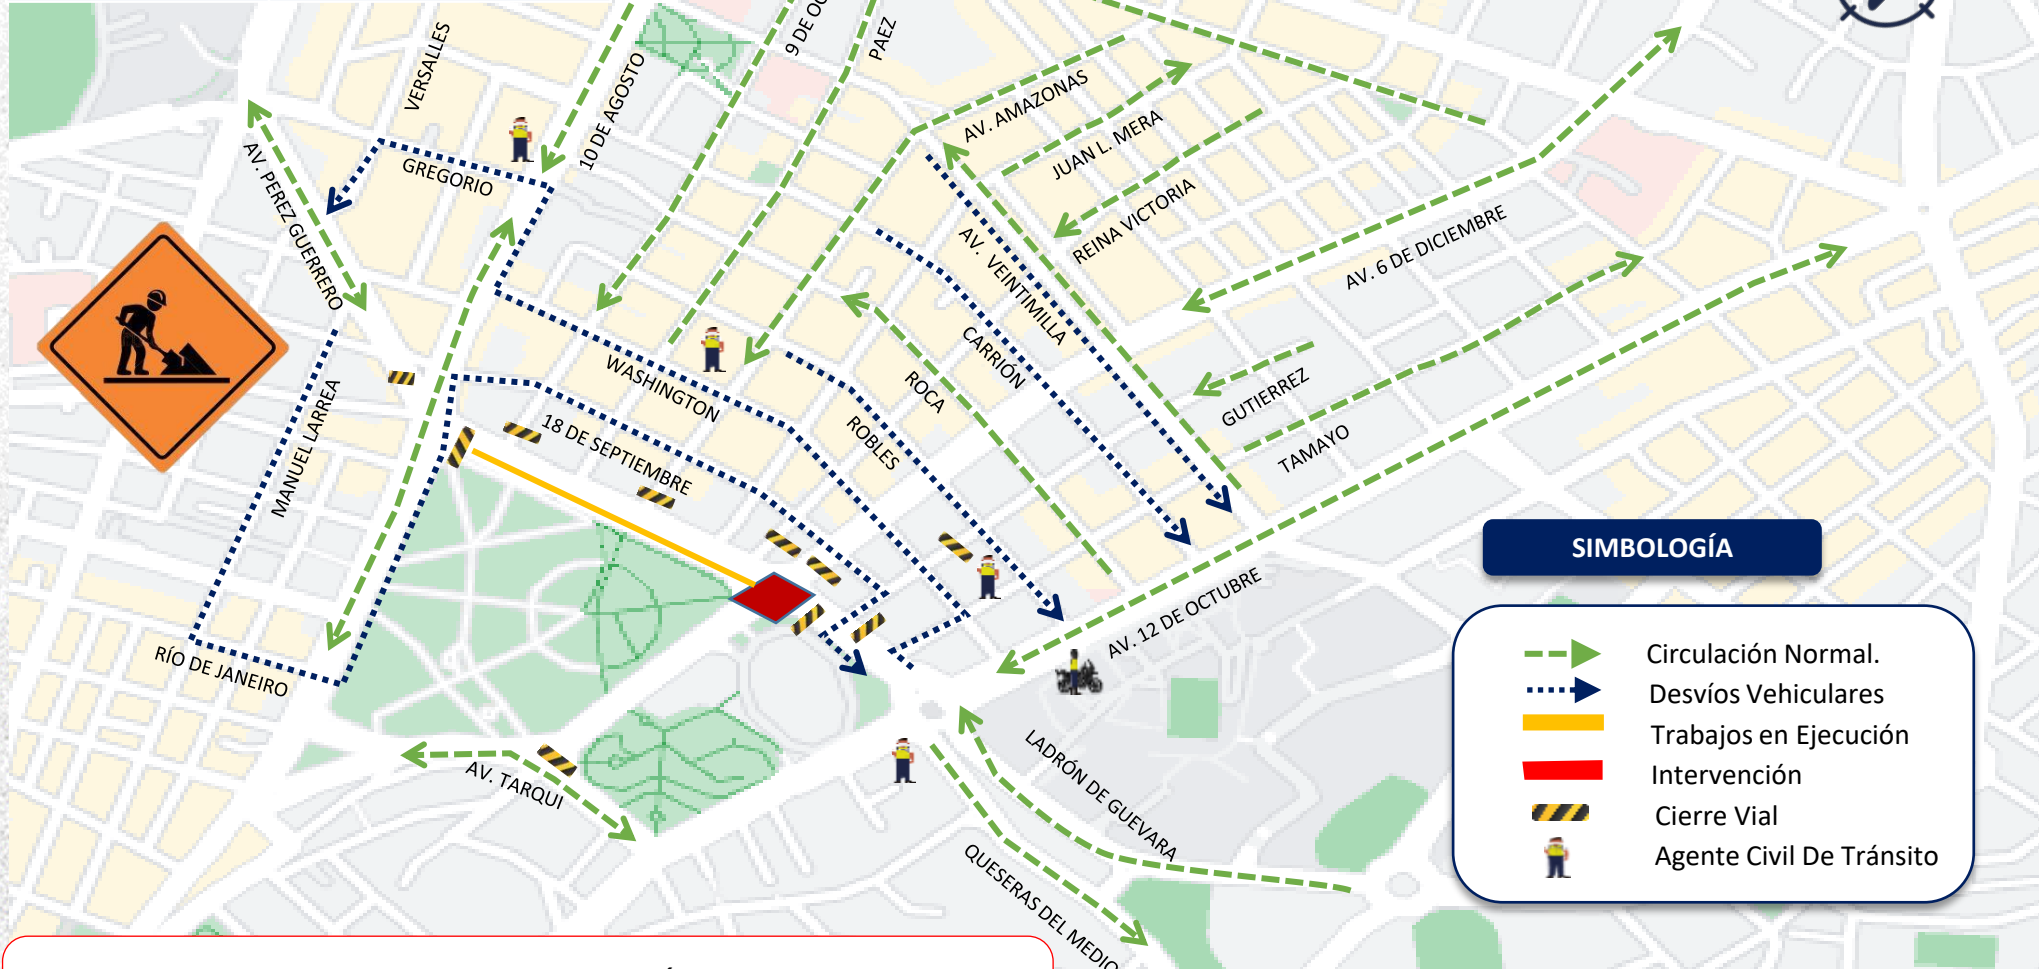 VERSALLES
9 DE
PAEZ
10 DE AGOSTO
AV. AMAZONAS
JUAN L. MERA
GREGORIO
AV. PEREZ GUERRERO
REINA VICTORIA
AV. 6 DE DICIEMBRE
AV. VEINTIMILLA
CARRIÓN
WASHINGTON
ROCA
GUTIERREZ
MANUEL LARREA
18 DE SEPTIEMBRE
ROBLES
TAMAYO
SIMBOLOGÍA
AV. 12 DE OCTUBRE
RÍO DE JANEIRO
Circulación Normal.
Desvíos Vehiculares
Trabajos en Ejecución
Intervención
Cierre Vial
Agente Civil De Tránsito
AV. TARQUI
LADRÓN DE GUEVARA
QUESERAS DEL MEDIO